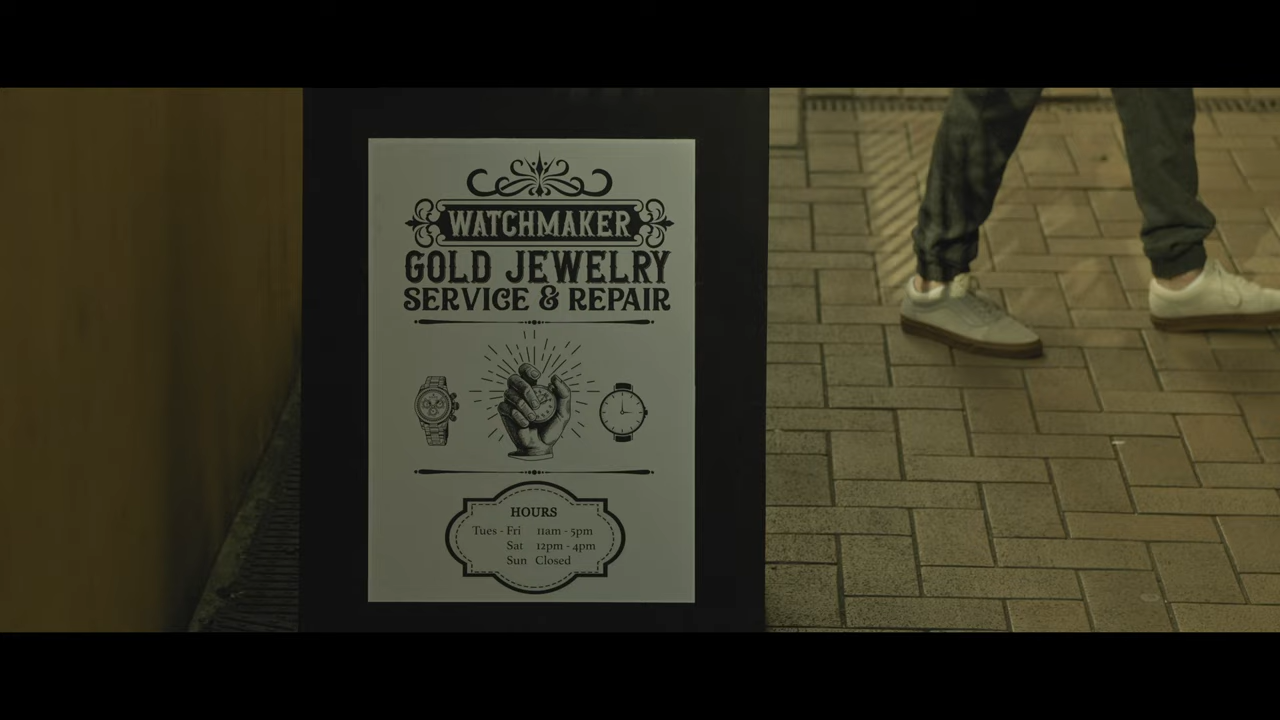 WATCHMAKER
GOLD JEWELRY
SERVICE & REPAIR
HOURS
Tues - Fri 11am - 5pm
Sat 12pm - 4pm
Sun Closed